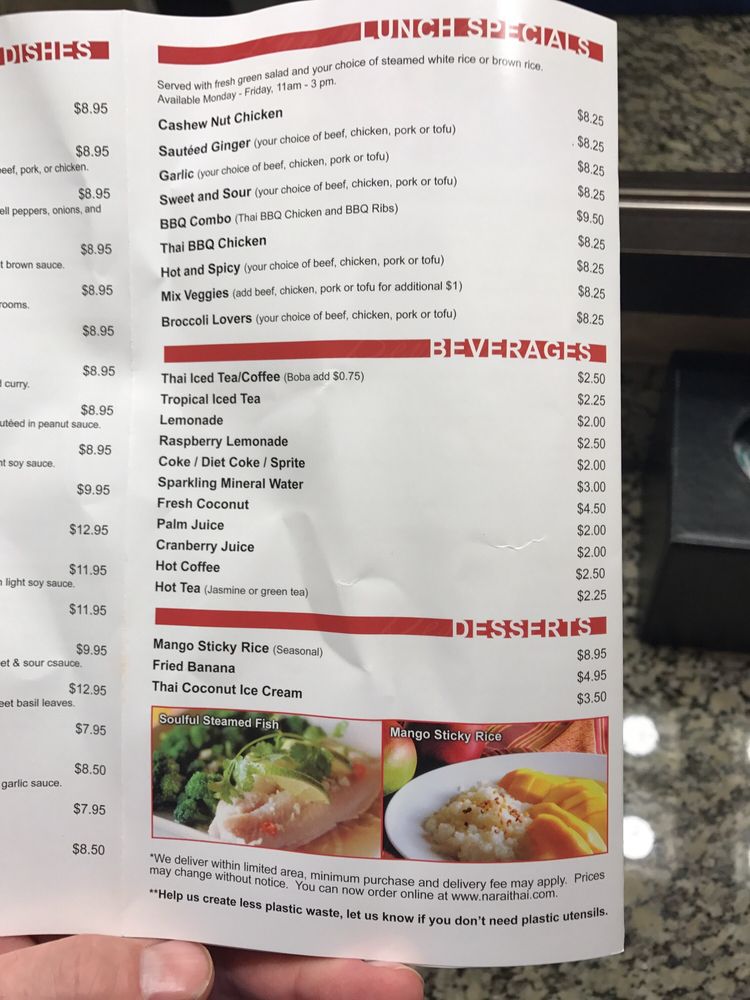 DISHES
$8.95
$8.95
eef, pork, or chicken.
$8.95
ell peppers, onions, and
$8.95
t brown sauce.
$8.95
rooms.
$8.95
$8.95
curry.
$8.95
utéed in peanut sauce.
$8.95
ht soy sauce.
$9.95
$12.95
$11.95
light soy sauce.
$11.95
$9.95
et & sour csauce.
$12.95
eet basil leaves.
$7.95
$8.50
garlic sauce.
$7.95
$8.50
LUNCH SPECIALS
Served with fresh green salad and your choice of steamed white rice or brown rice.
Available Monday - Friday, 11am - 3 pm.
Cashew Nut Chicken $8.25
Sautéed Ginger (your choice of beef, chicken, pork or tofu) $8.25
Garlic (your choice of beef, chicken, pork or tofu) $8.25
Sweet and Sour (your choice of beef, chicken, pork or tofu) $8.25
BBQ Combo (Thai BBQ Chicken and BBQ Ribs) $9.50
Thai BBQ Chicken $8.25
Hot and Spicy (your choice of beef, chicken, pork or tofu) $8.25
Mix Veggies (add beef, chicken, pork or tofu for additional $1) $8.25
Broccoli Lovers (your choice of beef, chicken, pork or tofu) $8.25
BEVERAGES
Thai Iced Tea/Coffee (Boba add $0.75) $2.50
Tropical Iced Tea $2.25
Lemonade $2.00
Raspberry Lemonade $2.50
Coke / Diet Coke / Sprite $2.00
Sparkling Mineral Water $3.00
Fresh Coconut $4.50
Palm Juice $2.00
Cranberry Juice $2.00
Hot Coffee $2.50
Hot Tea (Jasmine or green tea) $2.25
DESSERTS
Mango Sticky Rice (Seasonal) $8.95
Fried Banana $4.95
Thai Coconut Ice Cream $3.50
Soulful Steamed Fish
Mango Sticky Rice
*We deliver within limited area, minimum purchase and delivery fee may apply. Prices
may change without notice. You can now order online at www.naraithai.com.
**Help us create less plastic waste, let us know if you don't need plastic utensils.